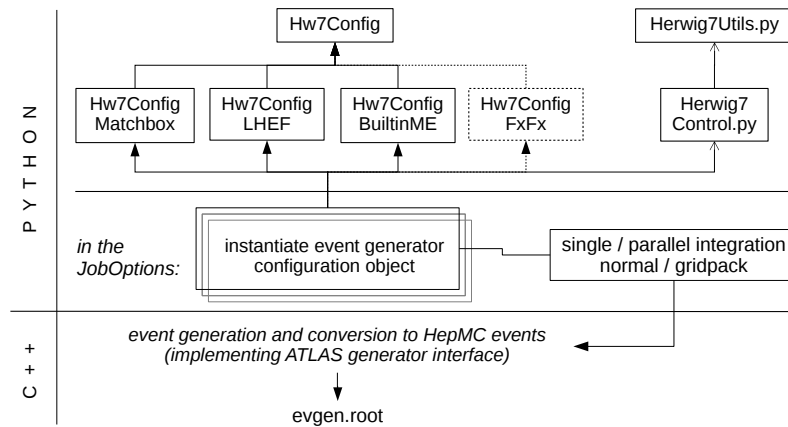 Hw7Config
Herwig7Utils.py
Hw7Config
Matchbox
Hw7Config
LHEF
Hw7Config
BuiltinME
Hw7Config
FxFx
Herwig7
Control.py
PYTHON
in the
JobOptions:
instantiate event generator
configuration object
single / parallel integration
normal / gridpack
C++
event generation and conversion to HepMC events
(implementing ATLAS generator interface)
evgen.root